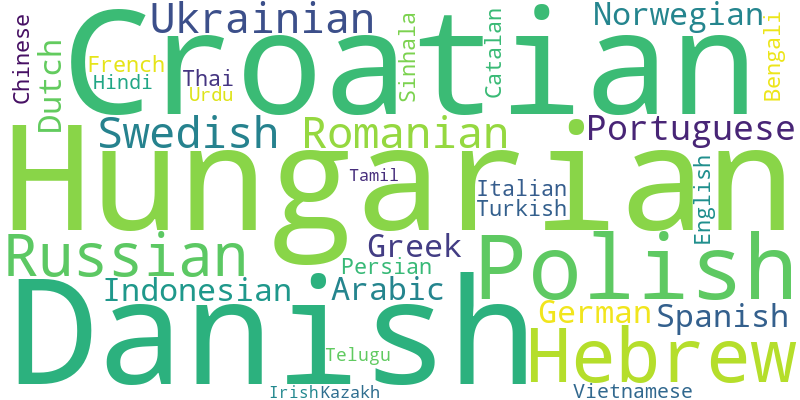 Croatian
Ukrainian
Norwegian
Chinese
Dutch
French
Hindi
Thai
Urdu
Sinhala
Catalan
Bengali
Hungarian
Swedish
Romanian
Portuguese
Tamil
Italian
Turkish
English
Russian
Greek
Persian
Polish
Danish
Indonesian
Arabic
German
Spanish
Hebrew
Telugu
Irish
Kazakh
Vietnamese